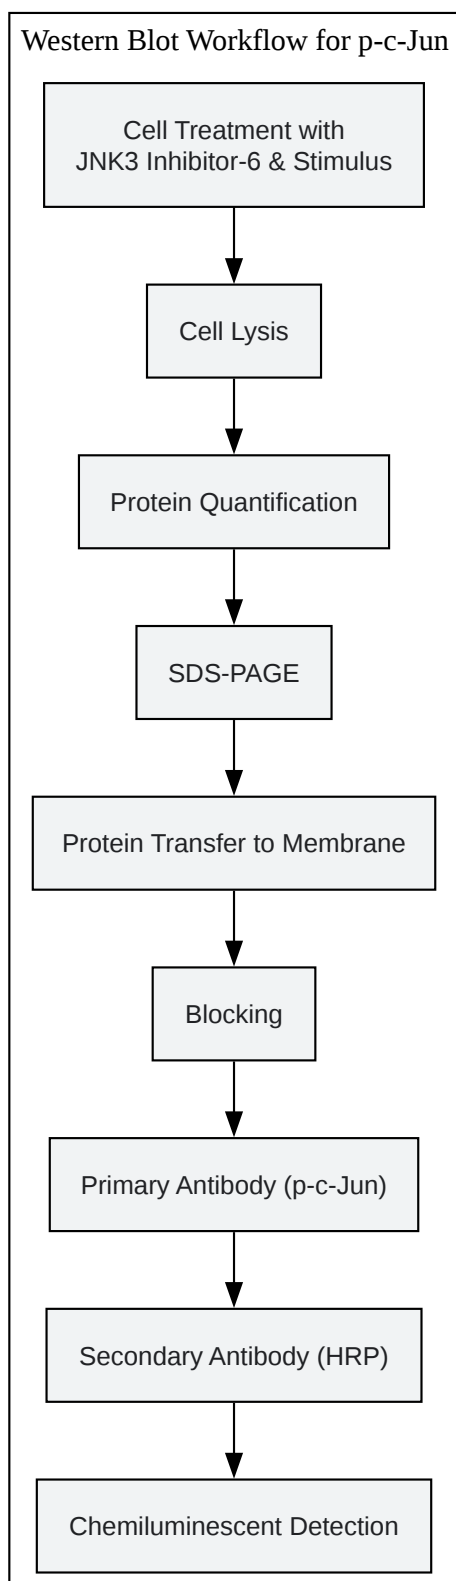 Western Blot Workflow for p-c-Jun
Cell Treatment with
JNK3 Inhibitor-6 & Stimulus
Cell Lysis
Protein Quantification
SDS-PAGE
Protein Transfer to Membrane
Blocking
Primary Antibody (p-c-Jun)
Secondary Antibody (HRP)
Chemiluminescent Detection